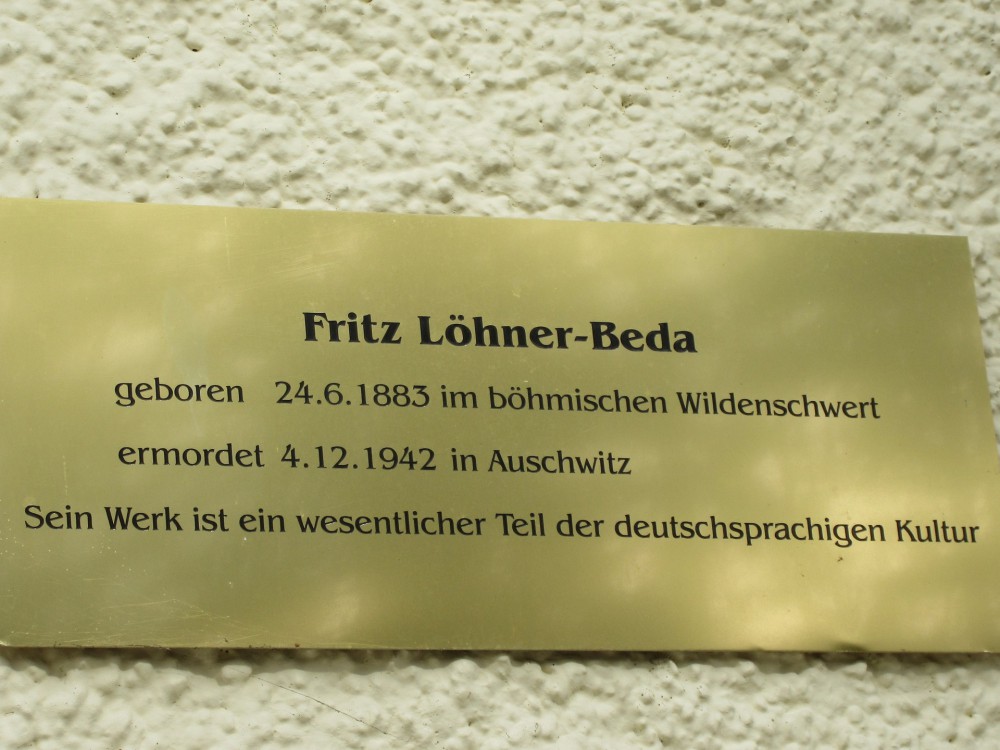 Fritz Löhner-Beda
geboren 24.6.1883 im böhmischen Wildenschwert
ermordet 4.12.1942 in Auschwitz
Sein Werk ist ein wesentlicher Teil der deutschsprachigen Kultur